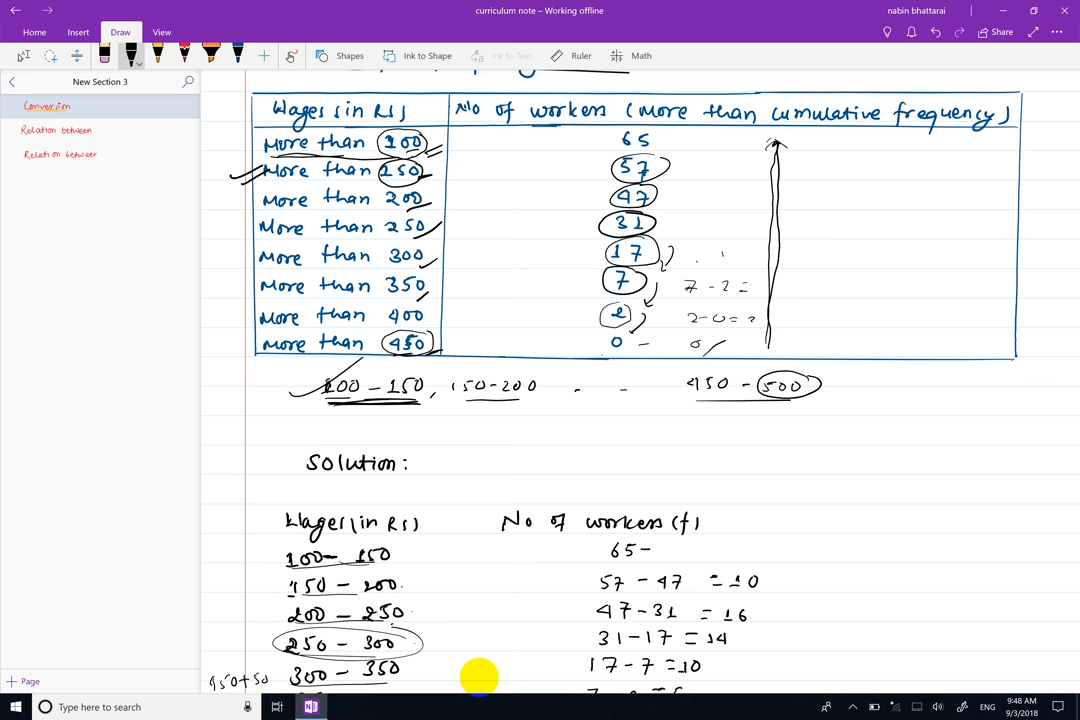 curriculum note – Working offline
nabin bhattarai
Home Insert Draw View
Share
Shapes Ink to Shape Ink to Text Ruler Math
New Section 3
Conversion
Relation between
Relation between
Wages(in RS) No of workers (More than cumulative frequency)
More than 100 65
More than 150 57
More than 200 47
More than 250 31
More than 300 17
More than 350 7 7 - 2 =
More than 400 2 2-0=2
More than 450 0 - 0
100 - 150, 150-200 - - 450 - 500
Solution:
Wages(in RS) No of workers (f)
100- 150 65-
150 - 200 57 - 47 = 10
200 - 250 47-31 = 16
250 - 300 31-17 = 14
300 - 350 17-7 =10
450+50
Page
Type here to search
ENG
9:48 AM
9/3/2018